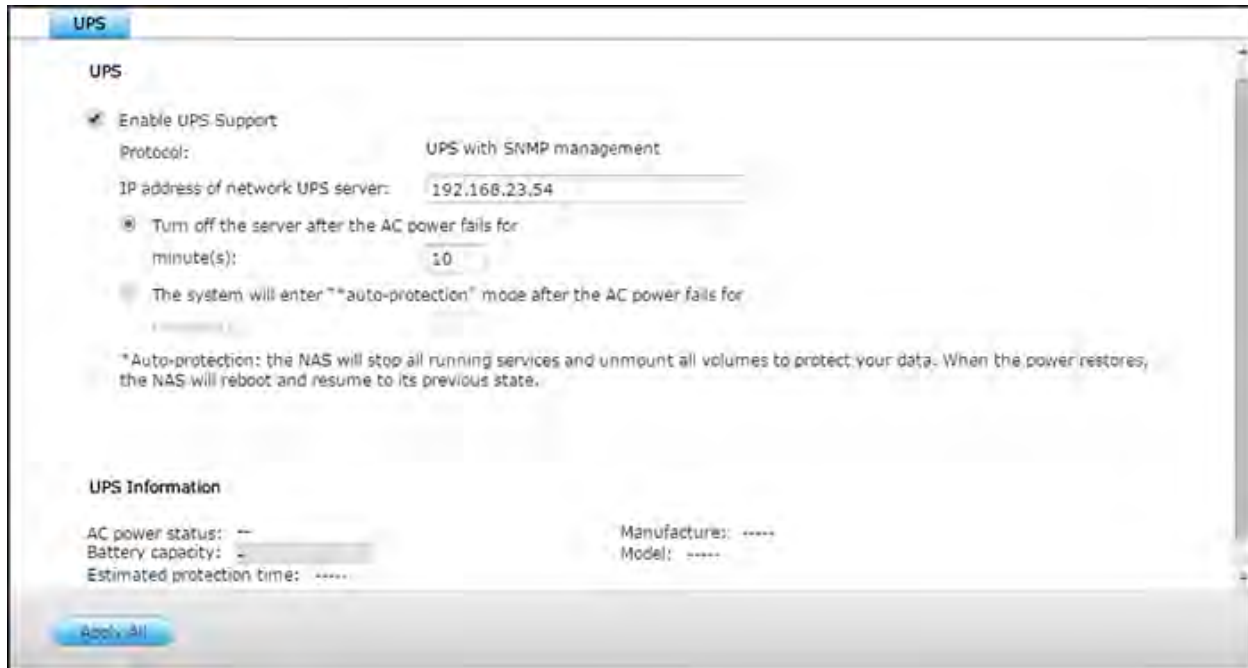 UPS
UPS
Enable UPS Support
Protocol: UPS with SNMP management
IP address of network UPS server: 192.168.23.54
Turn off the server after the AC power fails for
minute(s): 10
The system will enter "*auto-protection" mode after the AC power fails for
*Auto-protection: the NAS will stop all running services and unmount all volumes to protect your data. When the power restores,
the NAS will reboot and resume to its previous state.
UPS Information
AC power status: --
Manufacture: -----
Battery capacity: -
Model: -----
Estimated protection time: -----
Apply All